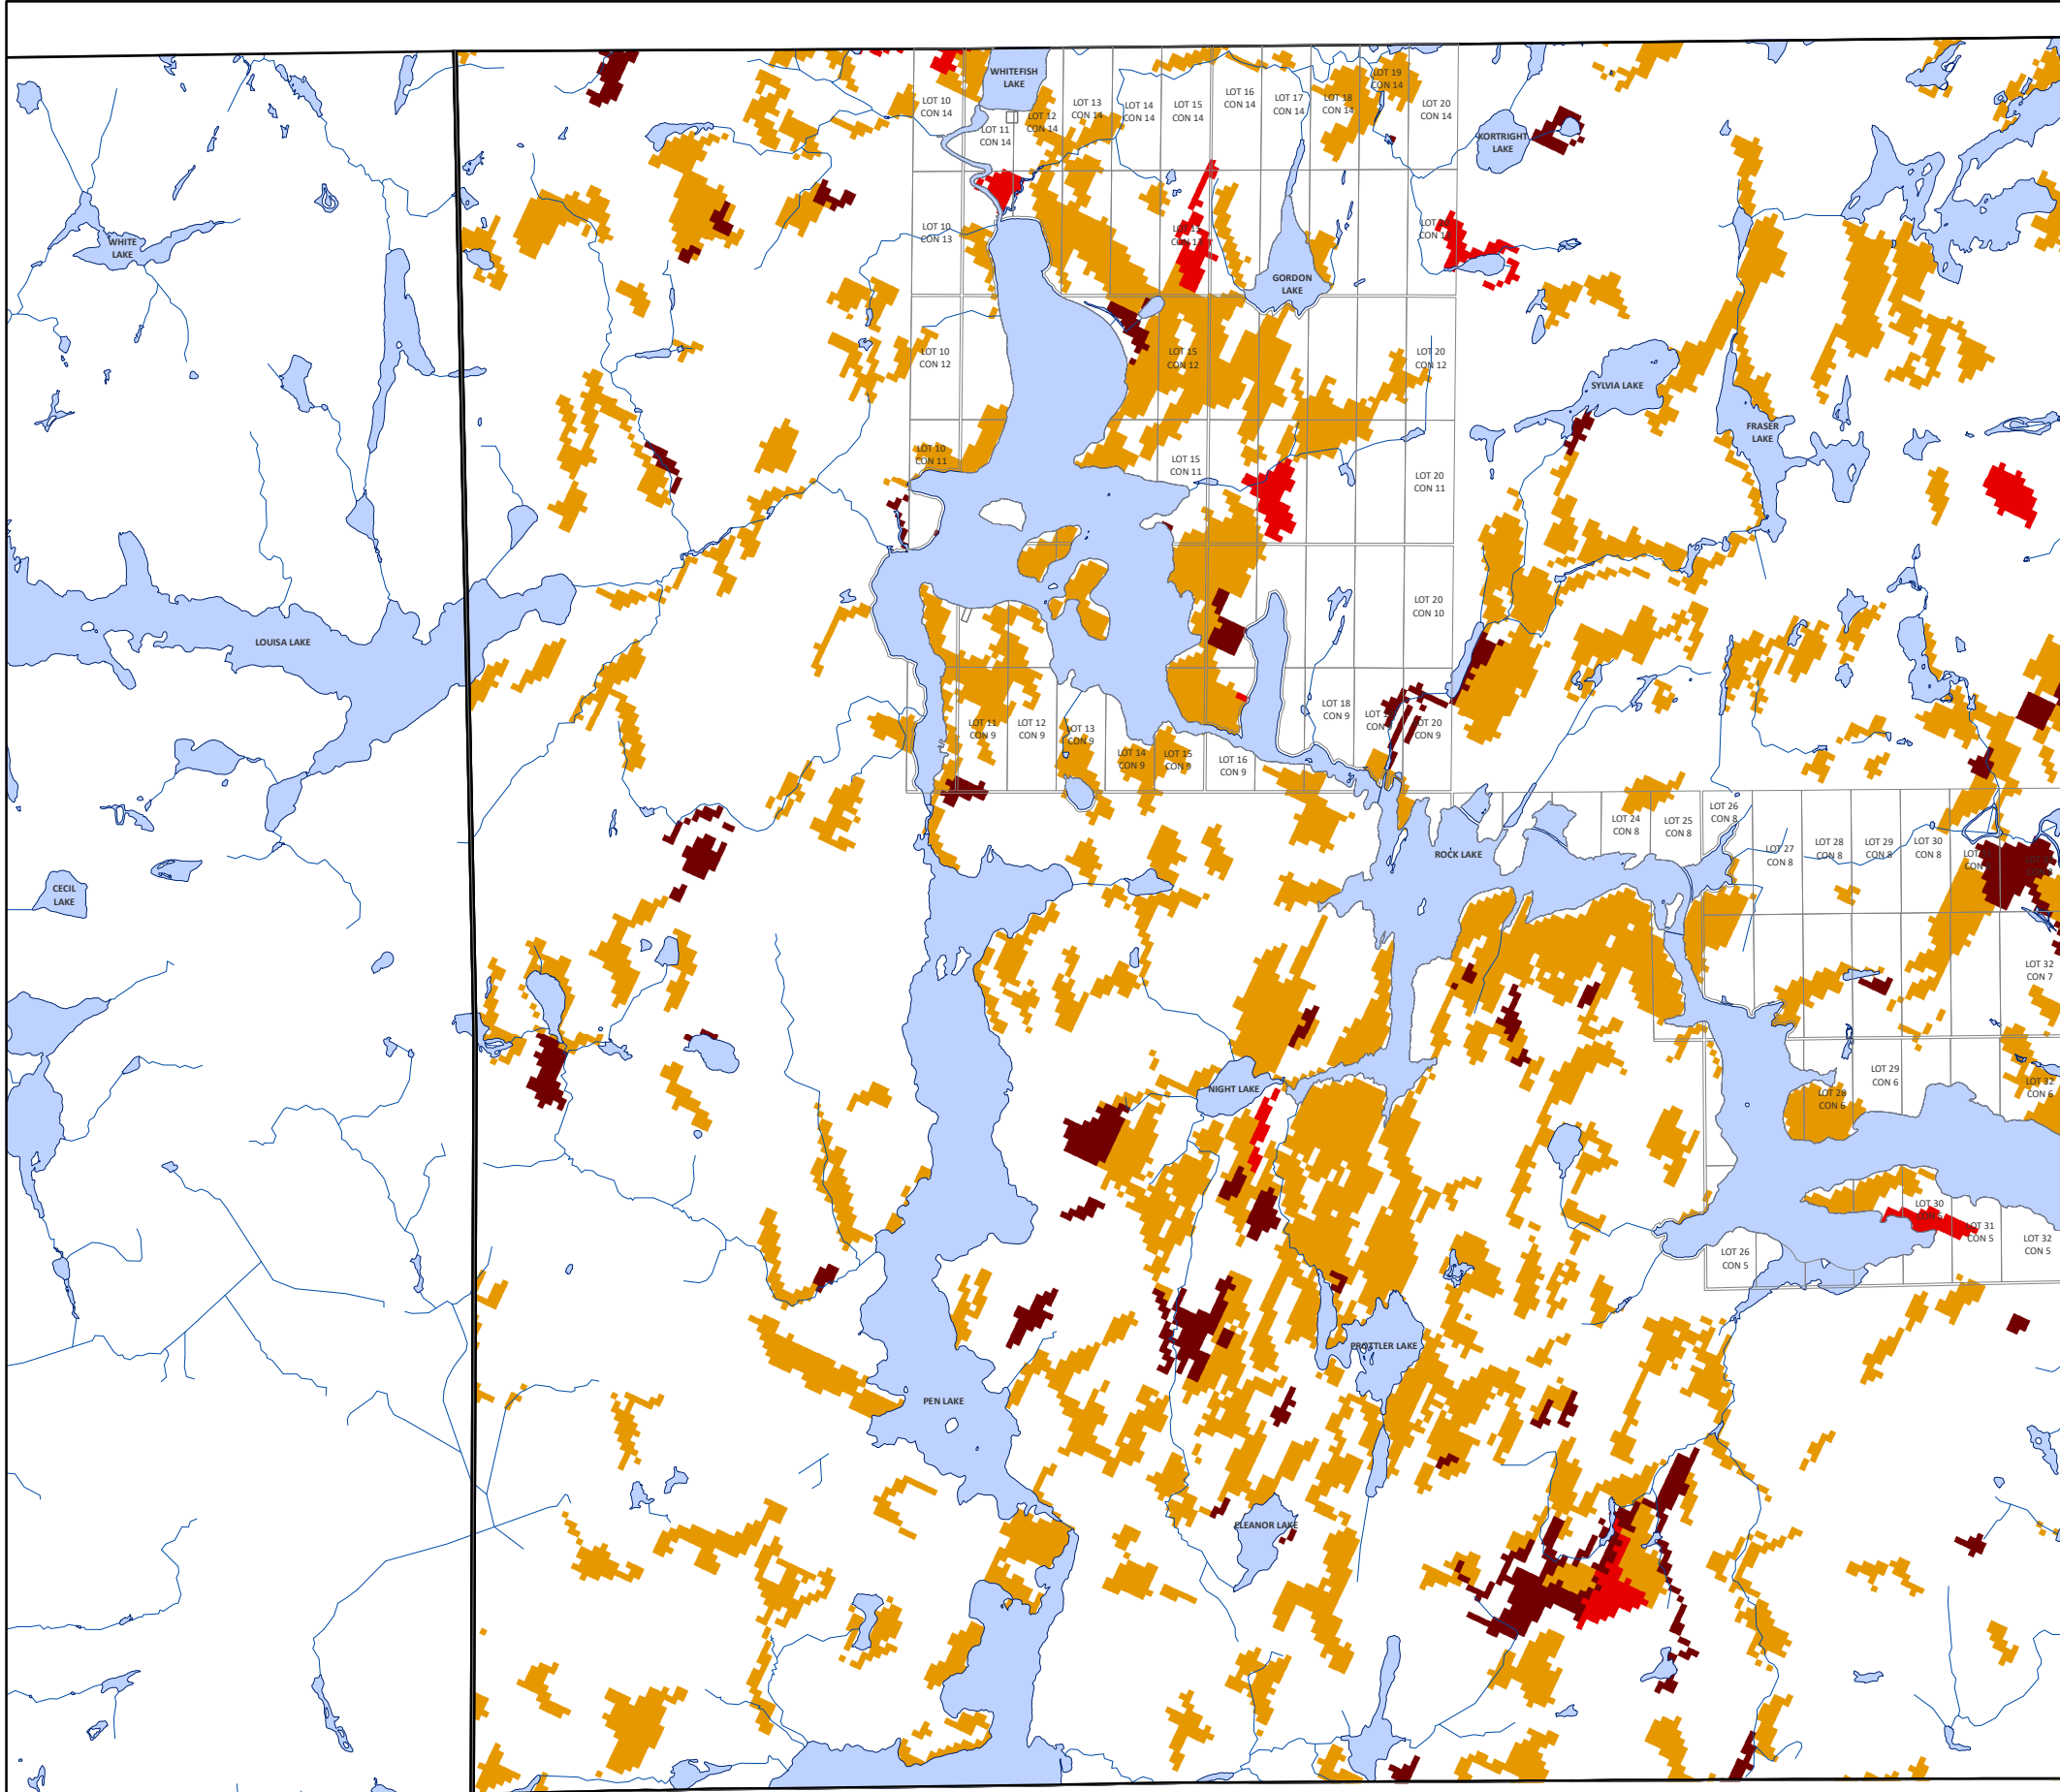 WHITEFISH
LAKE
LOT 10
CON 14
LOT 11
CON 14
LOT 12
CON 14
LOT 13
CON 14
LOT 14
CON 14
LOT 15
CON 14
LOT 16
CON 14
LOT 17
CON 14
LOT 18
CON 14
LOT 19
CON 14
LOT 20
CON 14
KORTRIGHT
LAKE
WHITE
LAKE
LOT 10
CON 13
GORDON
LAKE
LOT 10
CON 12
LOT 15
CON 12
LOT 20
CON 12
SYLVIA LAKE
FRASER
LAKE
LOT 10
CON 11
LOT 15
CON 11
LOT 20
CON 11
LOT 20
CON 10
LOUISA LAKE
LOT 11
CON 9
LOT 12
CON 9
LOT 13
CON 9
LOT 14
CON 9
LOT 15
CON 9
LOT 16
CON 9
LOT 18
CON 9
LOT 20
CON 9
LOT 24
CON 8
LOT 25
CON 8
LOT 26
CON 8
LOT 27
CON 8
LOT 28
CON 8
LOT 29
CON 8
LOT 30
CON 8
ROCK LAKE
CECIL
LAKE
LOT 32
CON 7
NIGHT LAKE
LOT 28
CON 6
LOT 29
CON 6
LOT 32
CON 6
LOT 26
CON 5
LOT 30
LOT 31
CON 5
LOT 32
CON 5
PROTTLER LAKE
PEN LAKE
ELEANOR LAKE